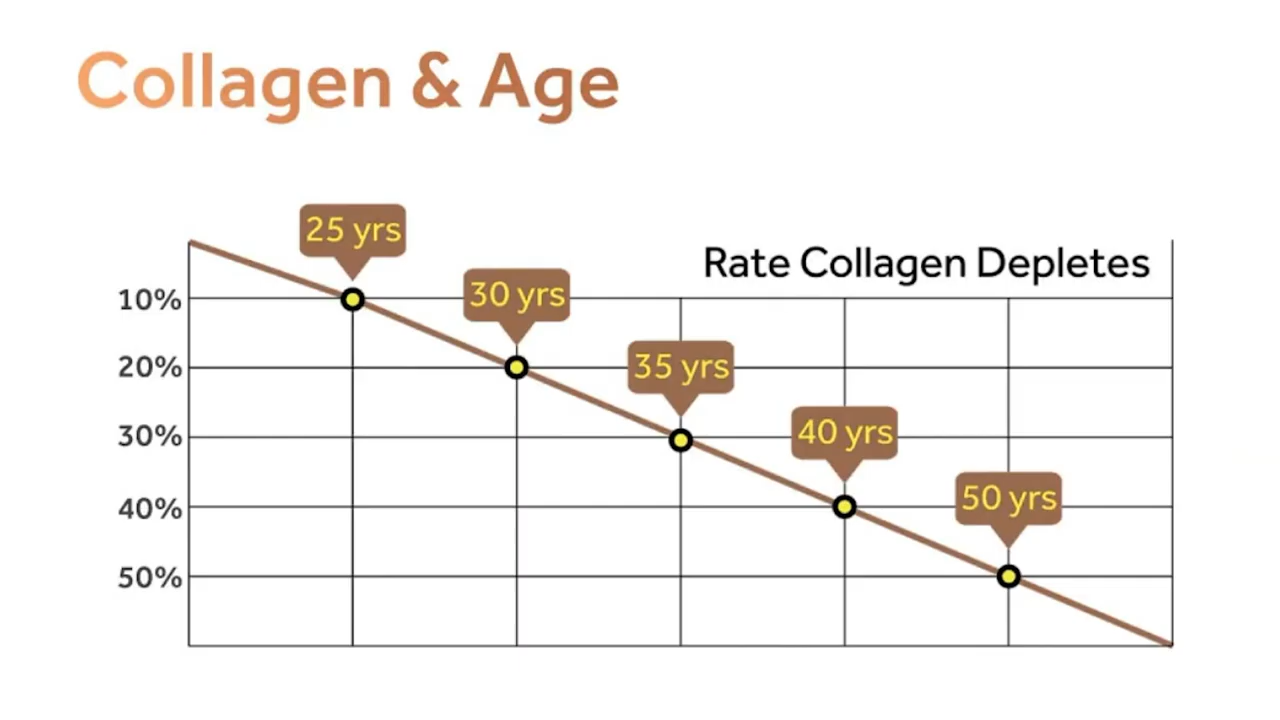 Collagen & Age
25 yrs
Rate Collagen Depletes
30 yrs
10%
35 yrs
20%
40 yrs
30%
50 yrs
40%
50%